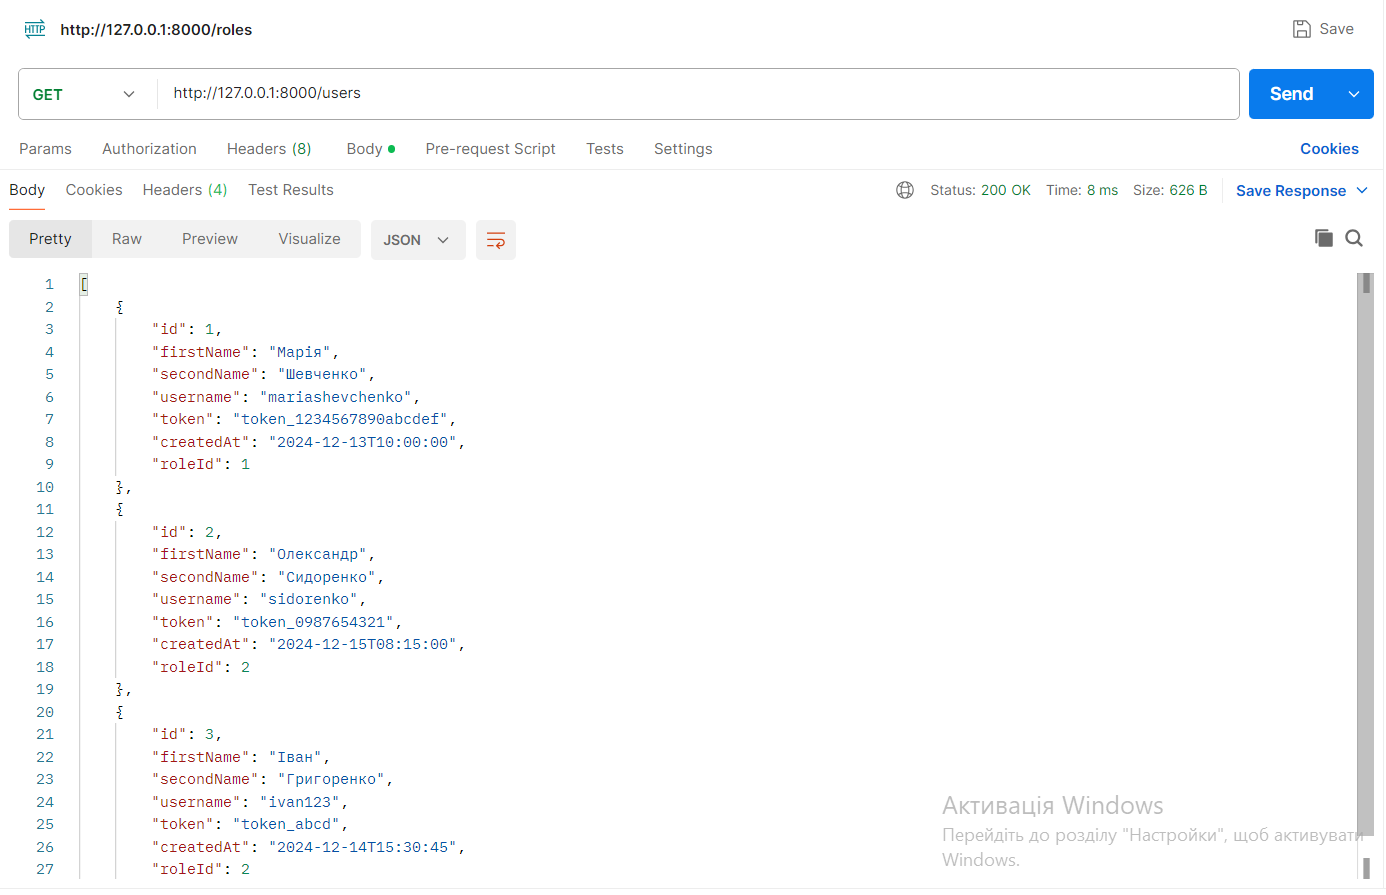 HTTP http://127.0.0.1:8000/roles Save
GET http://127.0.0.1:8000/users Send
Params Authorization Headers (8) Body Pre-request Script Tests Settings Cookies
Body Cookies Headers (4) Test Results Status: 200 OK Time: 8 ms Size: 626 B Save Response
Pretty Raw Preview Visualize JSON
1 [
2 {
3 "id": 1,
4 "firstName": "Марія",
5 "secondName": "Шевченко",
6 "username": "mariashevchenko",
7 "token": "token_1234567890abcdef",
8 "createdAt": "2024-12-13T10:00:00",
9 "roleId": 1
10 },
11 {
12 "id": 2,
13 "firstName": "Олександр",
14 "secondName": "Сидоренко",
15 "username": "sidorenko",
16 "token": "token_0987654321",
17 "createdAt": "2024-12-15T08:15:00",
18 "roleId": 2
19 },
20 {
21 "id": 3,
22 "firstName": "Іван",
23 "secondName": "Григоренко",
24 "username": "ivan123",
25 "token": "token_abcd",
26 "createdAt": "2024-12-14T15:30:45",
27 "roleId": 2
Активація Windows
Перейдіть до розділу "Настройки", щоб активувати
Windows.